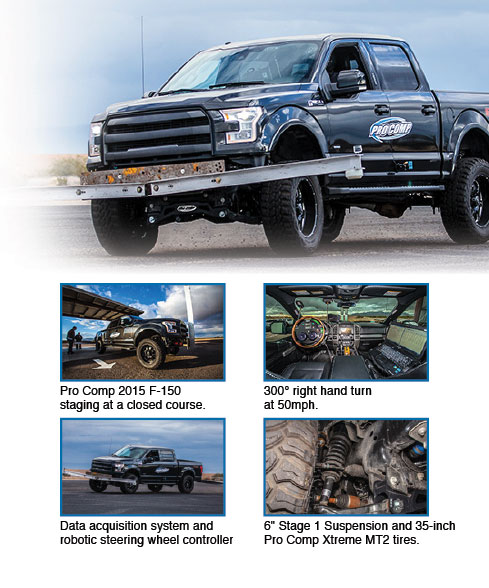 PRO COMP
Pro Comp 2015 F-150
staging at a closed course.
300° right hand turn
at 50mph.
Data acquisition system and
robotic steering wheel controller
6" Stage 1 Suspension and 35-inch
Pro Comp Xtreme MT2 tires.